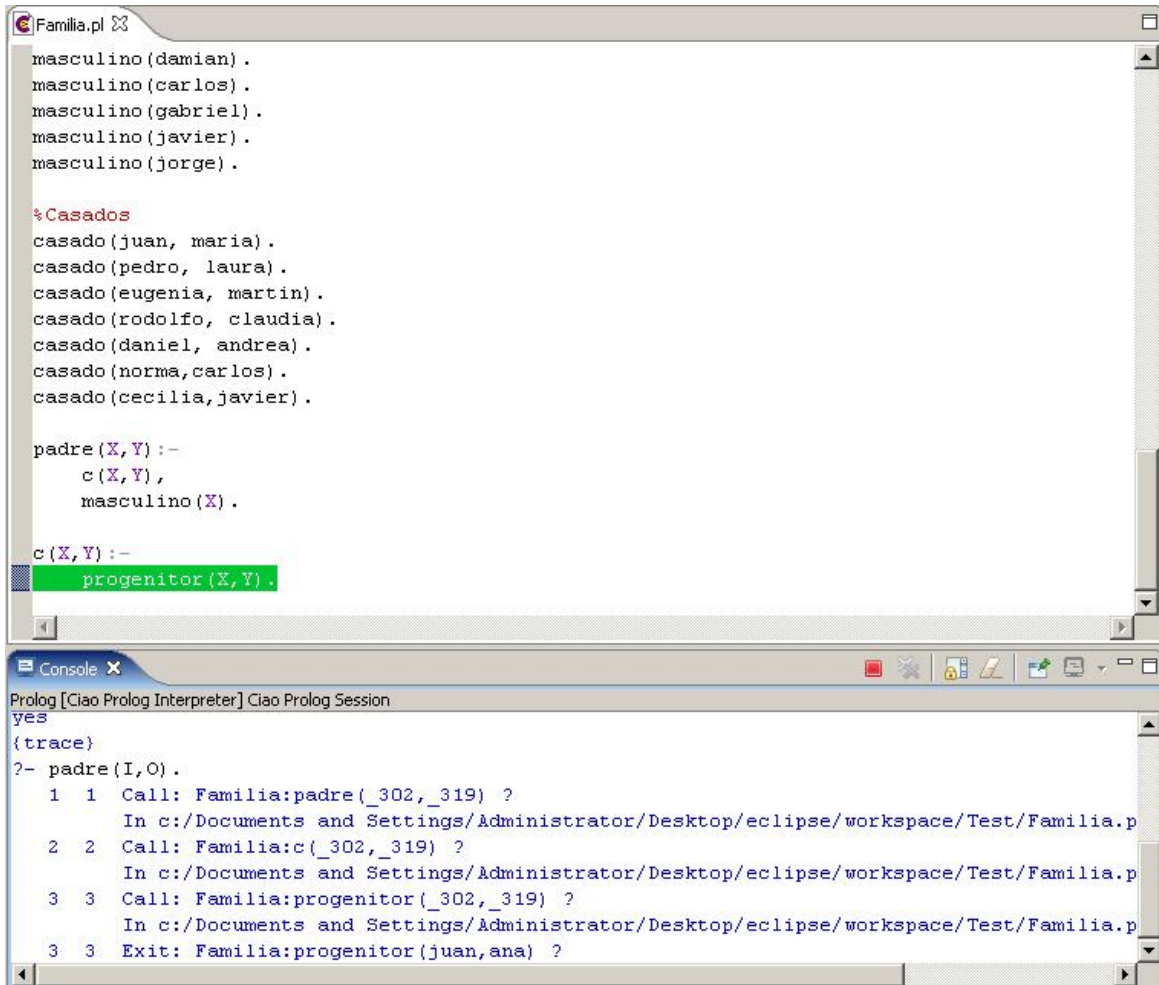 Familia.pl
masculino(damian).
masculino(carlos).
masculino(gabriel).
masculino(javier).
masculino(jorge).
%Casados
casado(juan, maria).
casado(pedro, laura).
casado(eugenia, martin).
casado(rodolfo, claudia).
casado(daniel, andrea).
casado(norma,carlos).
casado(cecilia,javier).
padre(X,Y):-
c(X,Y),
masculino(X).
c(X,Y):-
progenitor(X,Y).
Console
Prolog [Ciao Prolog Interpreter] Ciao Prolog Session
yes
{trace}
?- padre(I,O).
1 1 Call: Familia:padre(_302,_319) ?
In c:/Documents and Settings/Administrator/Desktop/eclipse/workspace/Test/Familia.p
2 2 Call: Familia:c(_302,_319) ?
In c:/Documents and Settings/Administrator/Desktop/eclipse/workspace/Test/Familia.p
3 3 Call: Familia:progenitor(_302,_319) ?
In c:/Documents and Settings/Administrator/Desktop/eclipse/workspace/Test/Familia.p
3 3 Exit: Familia:progenitor(juan,ana) ?